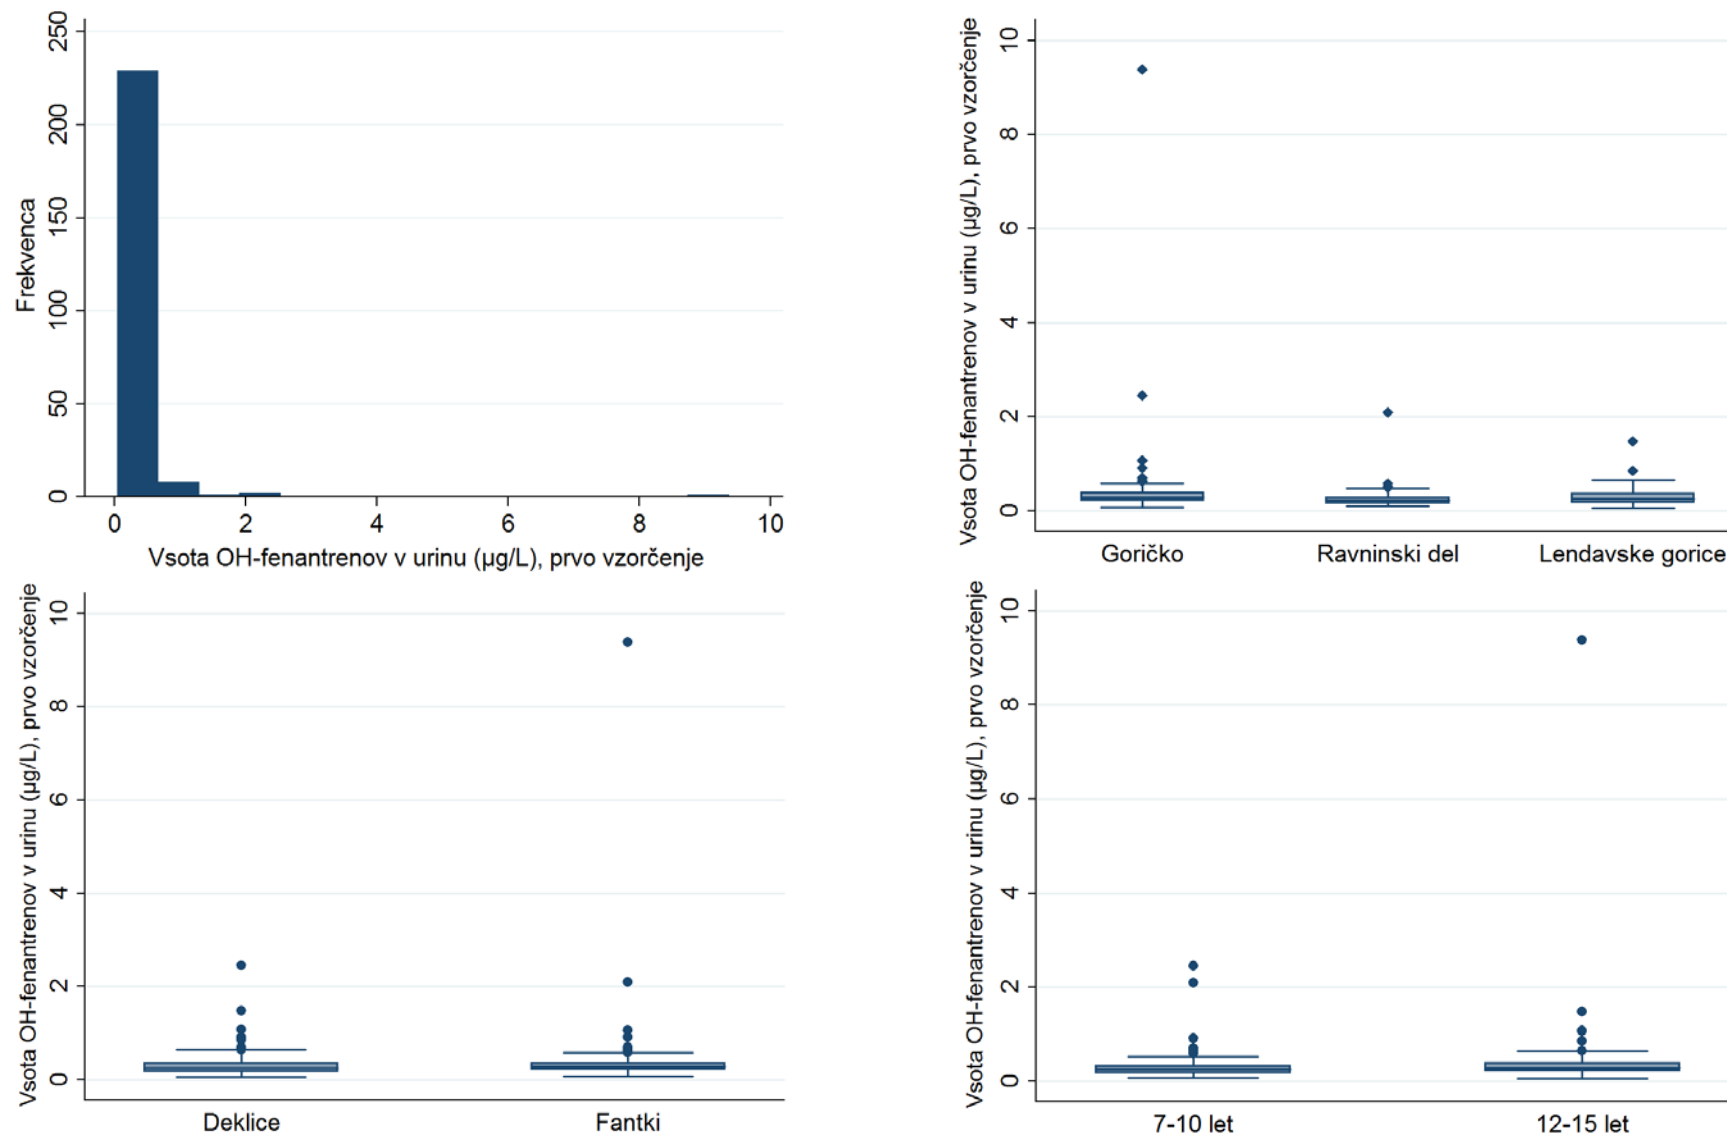 Frekvenca
250
200
150
100
50
0
0 2 4 6 8 10
Vsota OH-fenantrenov v urinu (µg/L), prvo vzorčenje
Vsota OH-fenantrenov v urinu (µg/L), prvo vzorčenje
10
8
6
4
2
0
Goričko Ravninski del Lendavske gorice
Vsota OH-fenantrenov v urinu (µg/L), prvo vzorčenje
10
8
6
4
2
0
Deklice Fantki
Vsota OH-fenantrenov v urinu (µg/L), prvo vzorčenje
10
8
6
4
2
0
7-10 let 12-15 let